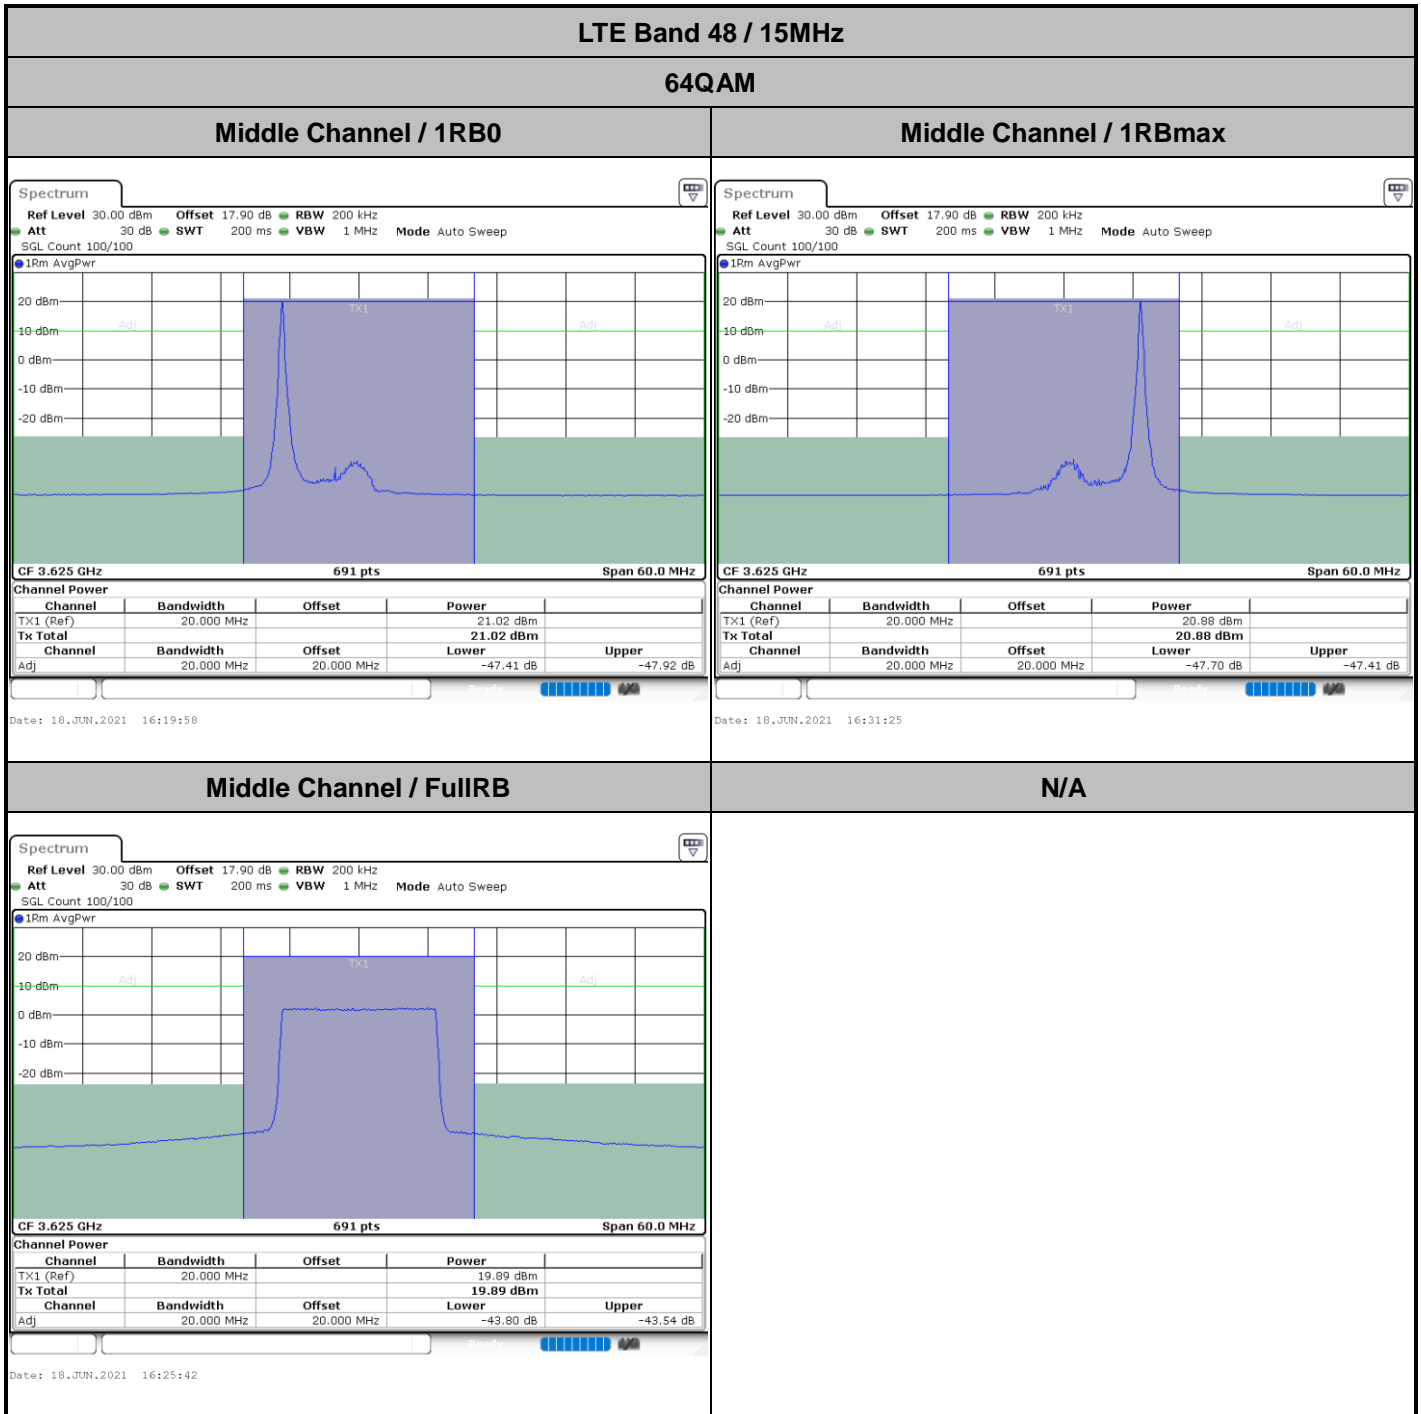 LTE Band 48 / 15MHz
64QAM
Middle Channel / 1RB0
Middle Channel / 1RBmax
Spectrum
Ref Level 30.00 dBm Offset 17.90 dB RBW 200 kHz
Att 30 dB SWT 200 ms VBW 1 MHz Mode Auto Sweep
SGL Count 100/100
1Rm AvgPwr
20 dBm
10 dBm
0 dBm
-10 dBm
-20 dBm
Adj
TX1
Adj
CF 3.625 GHz 691 pts Span 60.0 MHz
Channel Power
Channel Bandwidth Offset Power
TX1 (Ref) 20.000 MHz 21.02 dBm
Tx Total 21.02 dBm
Channel Bandwidth Offset Lower Upper
Adj 20.000 MHz 20.000 MHz -47.41 dB -47.92 dB
Ready
Date: 18.JUN.2021 16:19:58
Spectrum
Ref Level 30.00 dBm Offset 17.90 dB RBW 200 kHz
Att 30 dB SWT 200 ms VBW 1 MHz Mode Auto Sweep
SGL Count 100/100
1Rm AvgPwr
20 dBm
10 dBm
0 dBm
-10 dBm
-20 dBm
Adj
TX1
Adj
CF 3.625 GHz 691 pts Span 60.0 MHz
Channel Power
Channel Bandwidth Offset Power
TX1 (Ref) 20.000 MHz 20.88 dBm
Tx Total 20.88 dBm
Channel Bandwidth Offset Lower Upper
Adj 20.000 MHz 20.000 MHz -47.70 dB -47.41 dB
Ready
Date: 18.JUN.2021 16:31:25
Middle Channel / FullRB
N/A
Spectrum
Ref Level 30.00 dBm Offset 17.90 dB RBW 200 kHz
Att 30 dB SWT 200 ms VBW 1 MHz Mode Auto Sweep
SGL Count 100/100
1Rm AvgPwr
20 dBm
10 dBm
0 dBm
-10 dBm
-20 dBm
Adj
TX1
Adj
CF 3.625 GHz 691 pts Span 60.0 MHz
Channel Power
Channel Bandwidth Offset Power
TX1 (Ref) 20.000 MHz 19.89 dBm
Tx Total 19.89 dBm
Channel Bandwidth Offset Lower Upper
Adj 20.000 MHz 20.000 MHz -43.80 dB -43.54 dB
Ready
Date: 18.JUN.2021 16:25:42